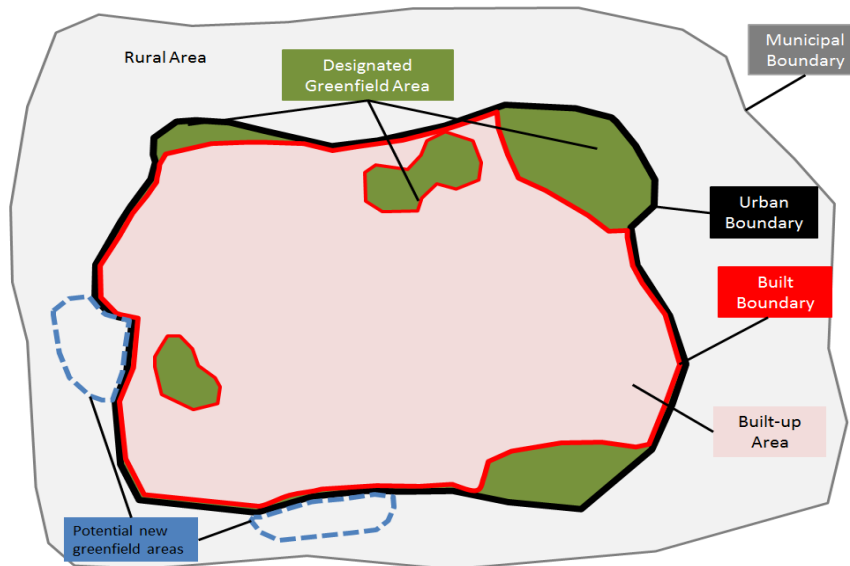 Rural Area
Designated
Greenfield Area
Municipal
Boundary
Urban
Boundary
Built
Boundary
Built-up
Area
Potential new
greenfield areas